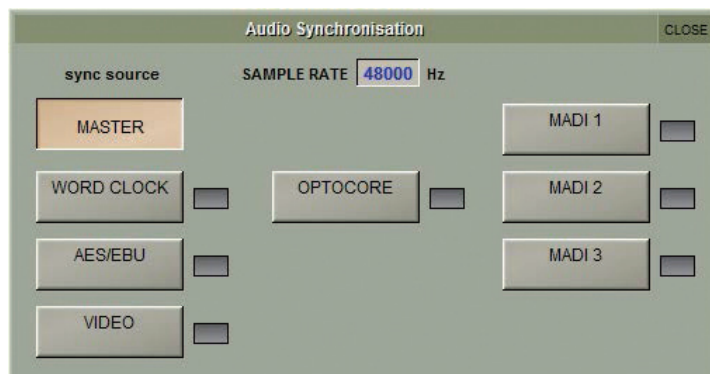 Audio Synchronisation CLOSE
sync source SAMPLE RATE 48000 Hz
MASTER MADI 1
WORD CLOCK OPTOCORE MADI 2
AES/EBU MADI 3
VIDEO